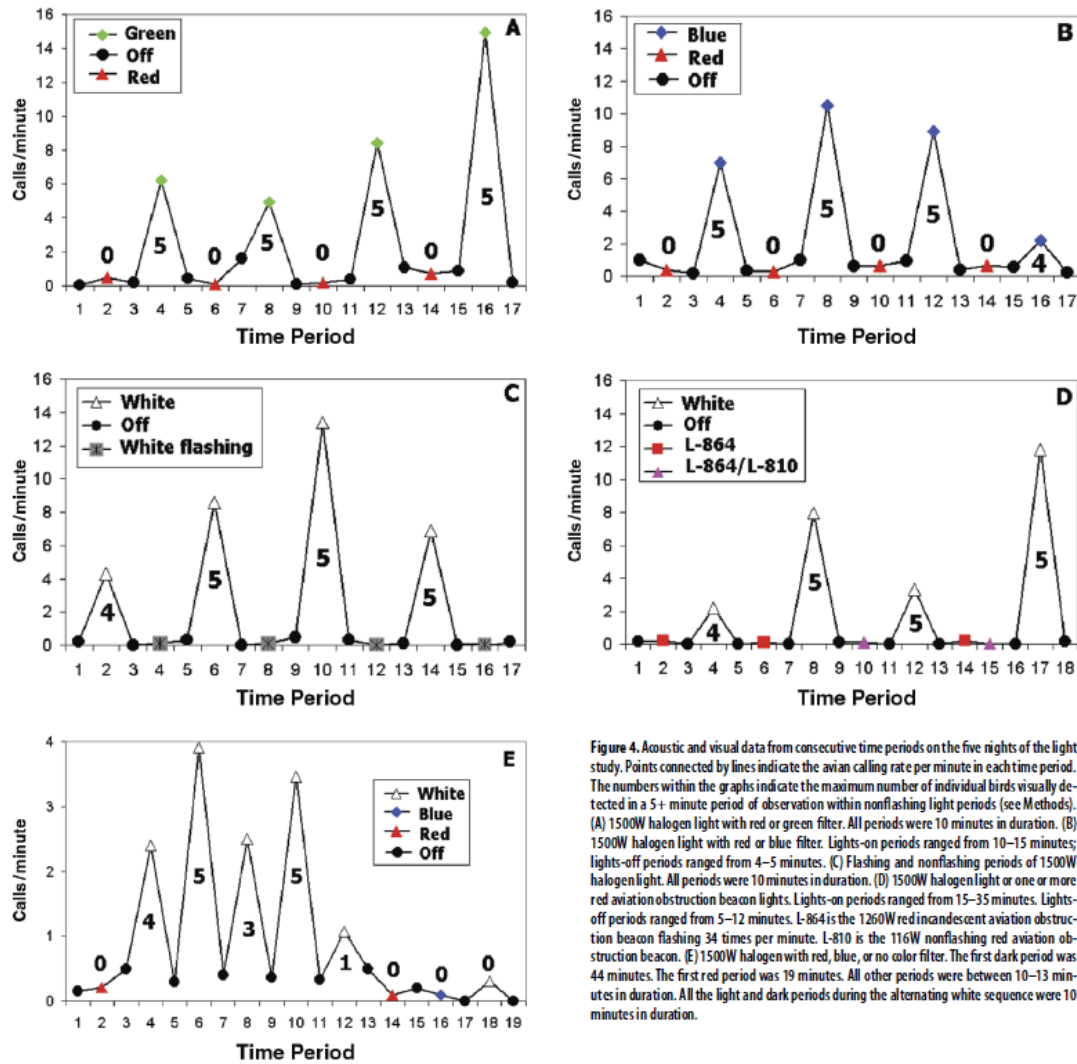 A
Green
Off
Red
Calls/minute
16
14
12
10
8
6
4
2
0
0 5 0 5 0 5 0 5
1 2 3 4 5 6 7 8 9 10 11 12 13 14 15 16 17
Time Period
B
Blue
Red
Off
Calls/minute
16
14
12
10
8
6
4
2
0
0 5 0 5 0 5 0 4
1 2 3 4 5 6 7 8 9 10 11 12 13 14 15 16 17
Time Period
C
White
Off
White flashing
Calls/minute
16
14
12
10
8
6
4
2
0
4 5 5 5
1 2 3 4 5 6 7 8 9 10 11 12 13 14 15 16 17
Time Period
D
White
Off
L-864
L-864/L-810
Calls/minute
16
14
12
10
8
6
4
2
0
4 5 5 5
1 2 3 4 5 6 7 8 9 10 11 12 13 14 15 16 17 18
Time Period
E
White
Blue
Red
Off
Calls/minute
4
3
2
1
0
0 4 5 3 5 1 0 0 0
1 2 3 4 5 6 7 8 9 10 11 12 13 14 15 16 17 18 19
Time Period
Figure 4. Acoustic and visual data from consecutive time periods on the five nights of the light
study. Points connected by lines indicate the avian calling rate per minute in each time period.
The numbers within the graphs indicate the maximum number of individual birds visually de-
tected in a 5+ minute period of observation within nonflashing light periods (see Methods).
(A) 1500W halogen light with red or green filter. All periods were 10 minutes in duration. (B)
1500W halogen light with red or blue filter. Lights-on periods ranged from 10–15 minutes;
lights-off periods ranged from 4–5 minutes. (C) Flashing and nonflashing periods of 1500W
halogen light. All periods were 10 minutes in duration. (D) 1500W halogen light or one or more
red aviation obstruction beacon lights. Lights-on periods ranged from 15–35 minutes. Lights-
off periods ranged from 5–12 minutes. L-864 is the 1260W red incandescent aviation obstruc-
tion beacon flashing 34 times per minute. L-810 is the 116W nonflashing red aviation ob-
struction beacon. (E) 1500W halogen with red, blue, or no color filter. The first dark period was
44 minutes. The first red period was 19 minutes. All other periods were between 10–13 min-
utes in duration. All the light and dark periods during the alternating white sequence were 10
minutes in duration.